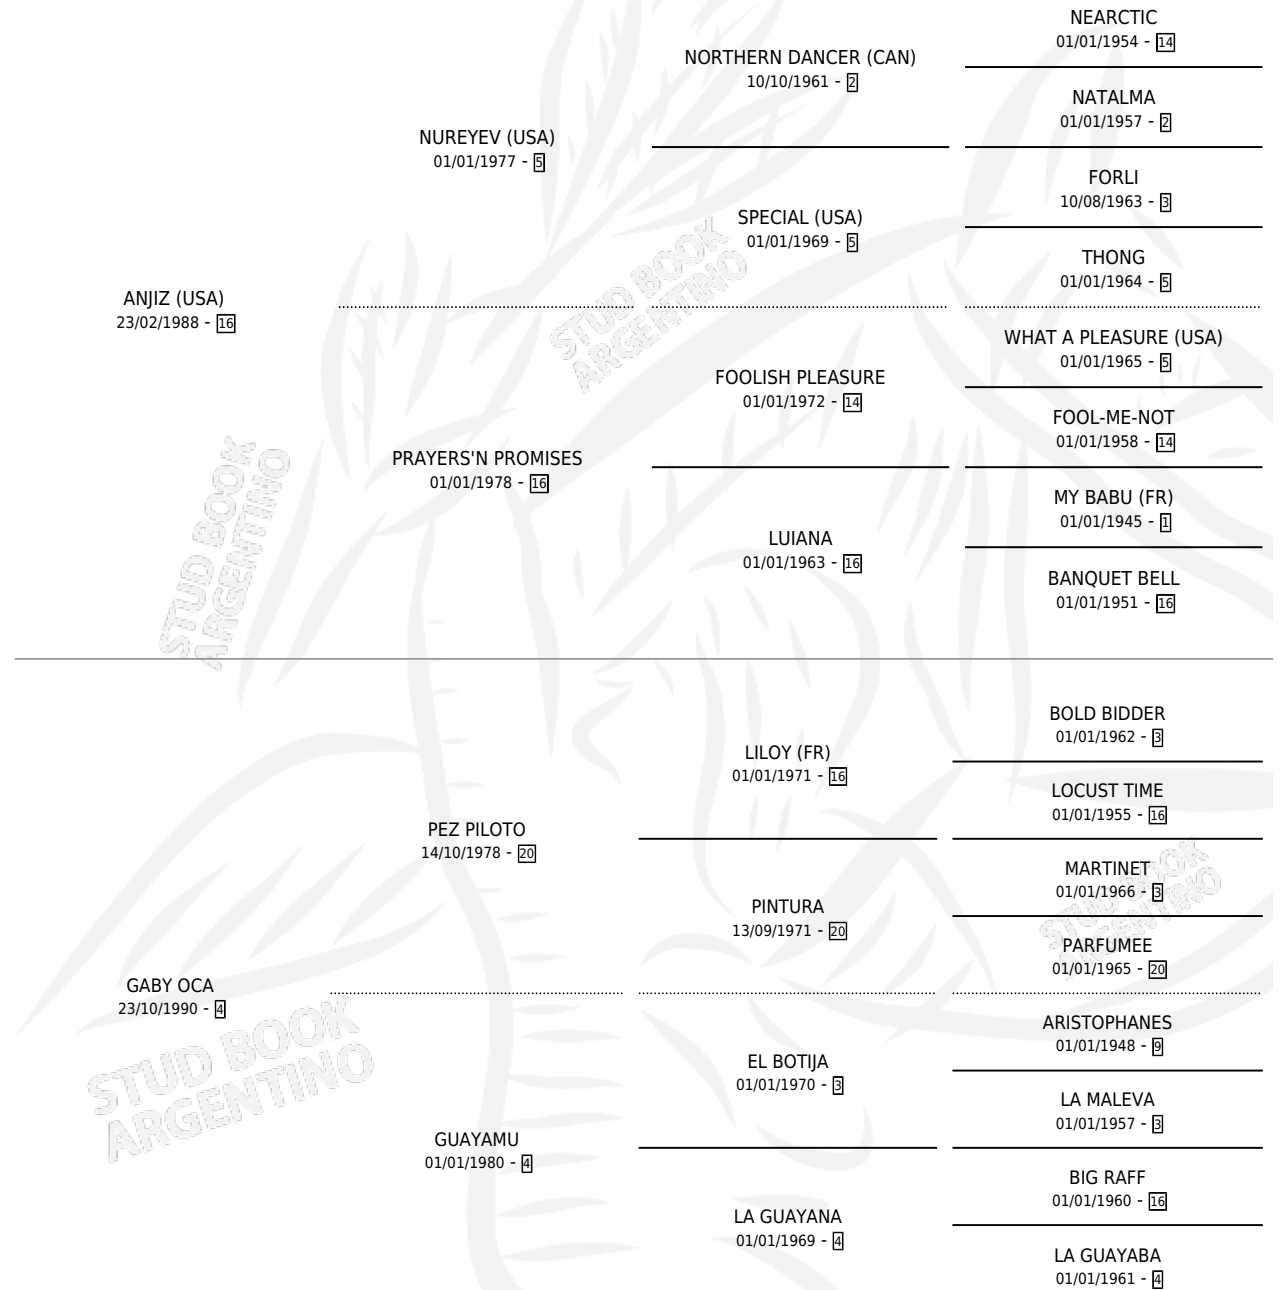 NEARCTIC
01/01/1954 - 14
NORTHERN DANCER (CAN)
10/10/1961 - 2
NATALMA
01/01/1957 - 2
NUREYEV (USA)
01/01/1977 - 5
FORLI
10/08/1963 - 3
SPECIAL (USA)
01/01/1969 - 5
THONG
01/01/1964 - 5
ANJIZ (USA)
23/02/1988 - 16
WHAT A PLEASURE (USA)
01/01/1965 - 5
FOOLISH PLEASURE
01/01/1972 - 14
FOOL-ME-NOT
01/01/1958 - 14
PRAYERS'N PROMISES
01/01/1978 - 16
MY BABU (FR)
01/01/1945 - 1
LUIANA
01/01/1963 - 16
BANQUET BELL
01/01/1951 - 16
BOLD BIDDER
01/01/1962 - 3
LILOY (FR)
01/01/1971 - 16
LOCUST TIME
01/01/1955 - 16
PEZ PILOTO
14/10/1978 - 20
MARTINET
01/01/1966 - 3
PINTURA
13/09/1971 - 20
PARFUMEE
01/01/1965 - 20
GABY OCA
23/10/1990 - 4
ARISTOPHANES
01/01/1948 - 9
EL BOTIJA
01/01/1970 - 3
LA MALEVA
01/01/1957 - 3
GUAYAMU
01/01/1980 - 4
BIG RAFF
01/01/1960 - 16
LA GUAYANA
01/01/1969 - 4
LA GUAYABA
01/01/1961 - 4
STUD BOOK
ARGENTINO
STUD BOOK
ARGENTINO
STUD BOOK
ARGENTINO
STUD BOOK
ARGENTINO